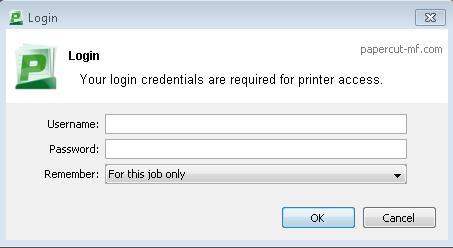 Login
papercut-mf.com
Login
Your login credentials are required for printer access.
Username:
Password:
Remember: For this job only
OK Cancel